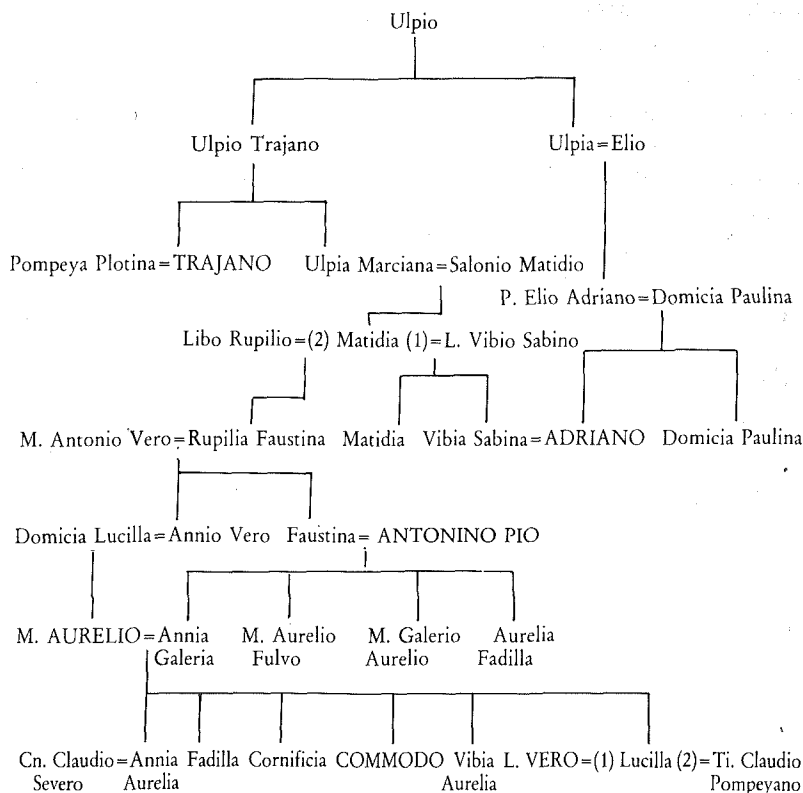 Ulpio
Ulpio Trajano Ulpia=Elio
Pompeya Plotina=TRAJANO Ulpia Marciana=Salonio Matidio
P. Elio Adriano=Domicia Paulina
Libo Rupilio=(2) Matidia (1)=L. Vibio Sabino
M. Antonio Vero=Rupilia Faustina Matidia Vibia Sabina=ADRIANO Domicia Paulina
Domicia Lucilla=Annio Vero Faustina= ANTONINO PIO
M. AURELIO=Annia M. Aurelio M. Galerio Aurelia
Galeria Fulvo Aurelio Fadilla
Cn. Claudio=Annia Fadilla Cornificia COMMODO Vibia L. VERO=(1) Lucilla (2)=Ti. Claudio
Severo Aurelia Aurelia Pompeyano